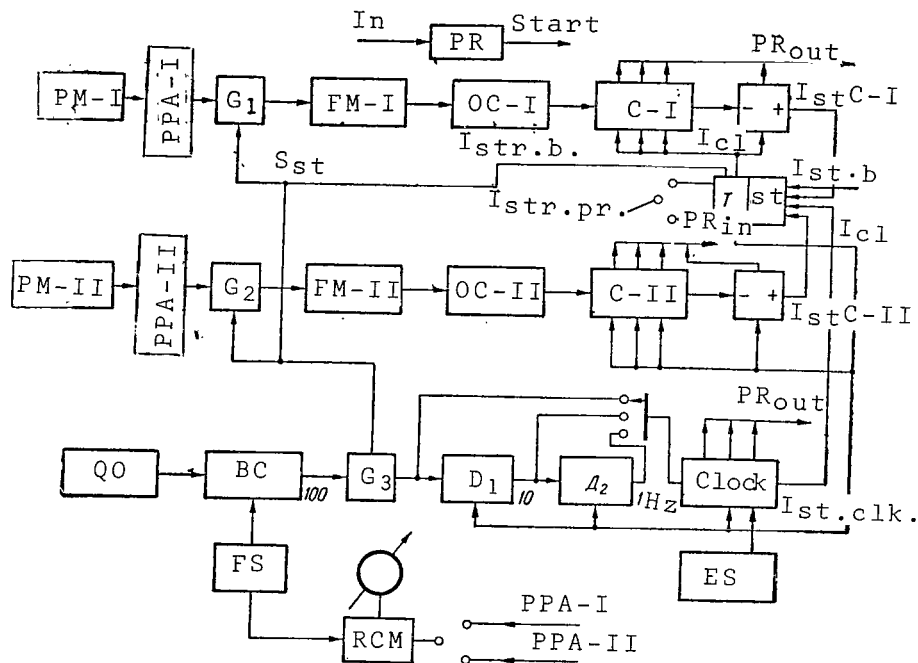 In
PR
Start
PRout
PM-I
PPA-I
G1
FM-I
OC-I
C-I
- +
IstC-I
Istr.b.
Icl
Sst
Ist.b
T st
Istr.pr.
PRin
Icl
PM-II
PPA-II
G2
FM-II
OC-II
C-II
- +
IstC-II
PRout
QO
BC
100
G3
D1
10
Д2
1Hz
Clock
Ist.clk.
FS
ES
RCM
PPA-I
PPA-II